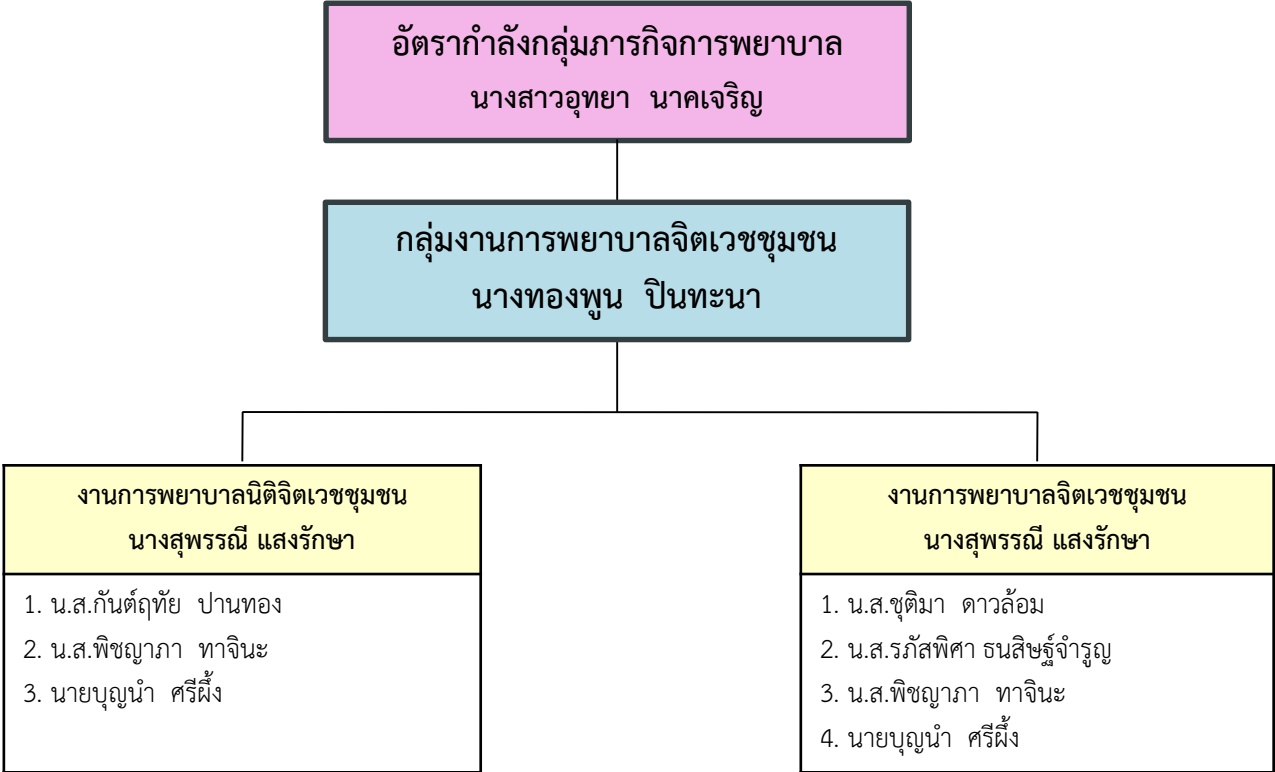 อัตรากำลังกลุ่มภารกิจการพยาบาล
นางสาวอุทยา นาคเจริญ
กลุ่มงานการพยาบาลจิตเวชชุมชน
นางทองพูน ปินทะนา
งานการพยาบาลนิติจิตเวชชุมชน
นางสุพรรณี แสงรักษา
1. น.ส.กันต์ฤทัย ปานทอง
2. น.ส.พิชญาภา ทาจินะ
3. นายบุญนำ ศรีผึ้ง
งานการพยาบาลจิตเวชชุมชน
นางสุพรรณี แสงรักษา
1. น.ส.ชุติมา ดาวล้อม
2. น.ส.รภัสพิศา ธนสิษฐ์จำรูญ
3. น.ส.พิชญาภา ทาจินะ
4. นายบุญนำ ศรีผึ้ง